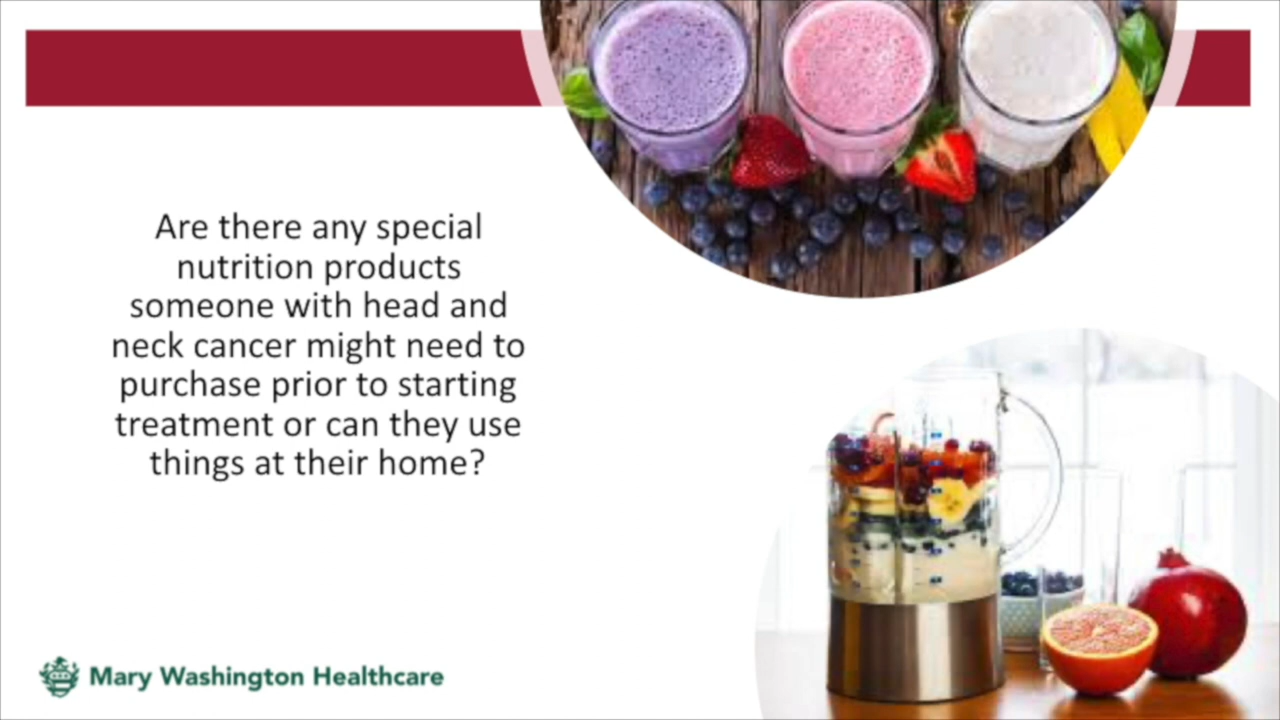 Are there any special
nutrition products
someone with head and
neck cancer might need to
purchase prior to starting
treatment or can they use
things at their home?
Mary Washington Healthcare